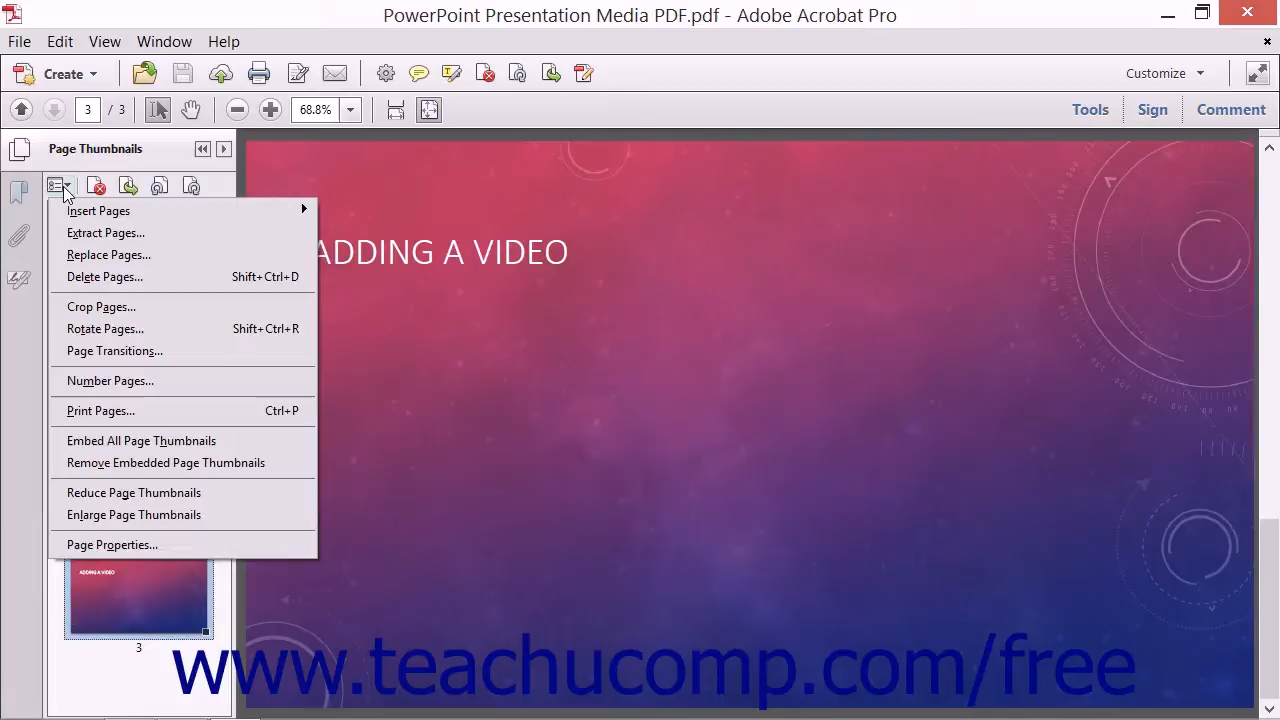 PowerPoint Presentation Media PDF.pdf - Adobe Acrobat Pro
File Edit View Window Help
Create
Customize
3 / 3
68.8%
Tools Sign Comment
Page Thumbnails
Insert Pages
Extract Pages...
Replace Pages...
Delete Pages... Shift+Ctrl+D
Crop Pages...
Rotate Pages... Shift+Ctrl+R
Page Transitions...
Number Pages...
Print Pages... Ctrl+P
Embed All Page Thumbnails
Remove Embedded Page Thumbnails
Reduce Page Thumbnails
Enlarge Page Thumbnails
Page Properties...
ADDING A VIDEO
ADDING A VIDEO
3
www.teachucomp.com/free